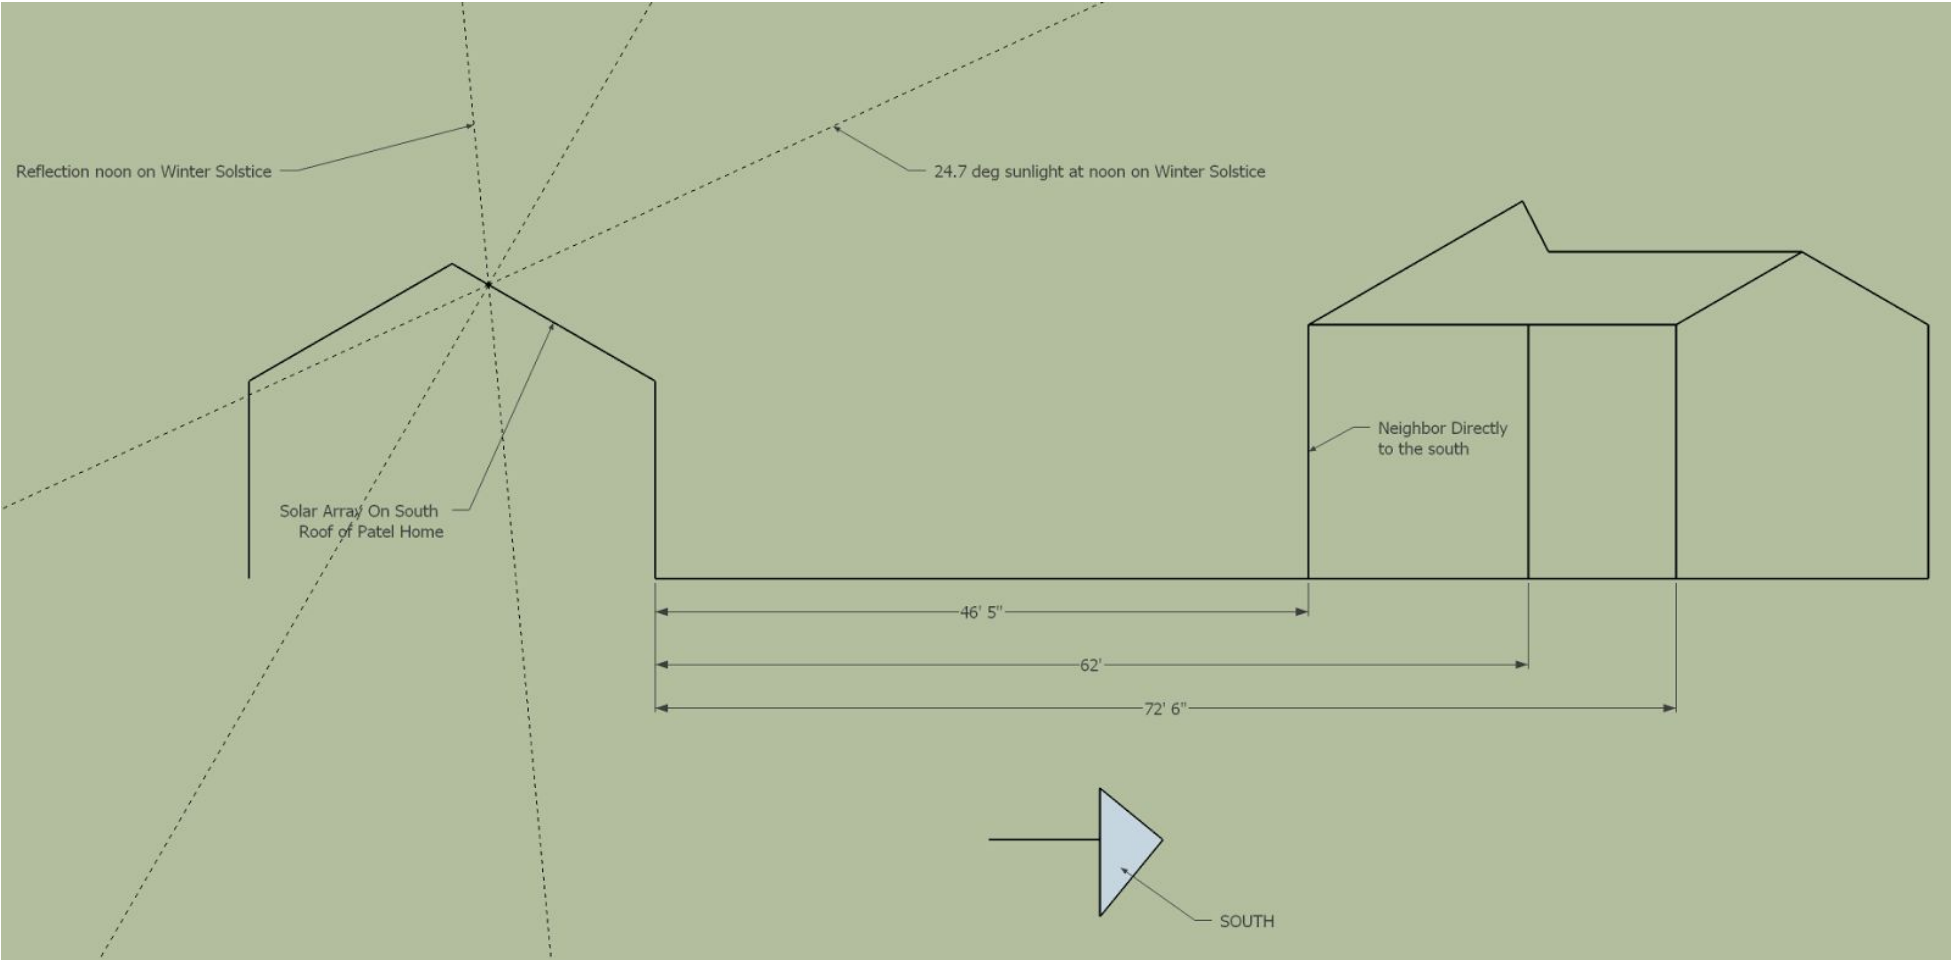 Reflection noon on Winter Solstice
24.7 deg sunlight at noon on Winter Solstice
Neighbor Directly
to the south
Solar Array On South
Roof of Patel Home
46' 5"
62'
72' 6"
SOUTH